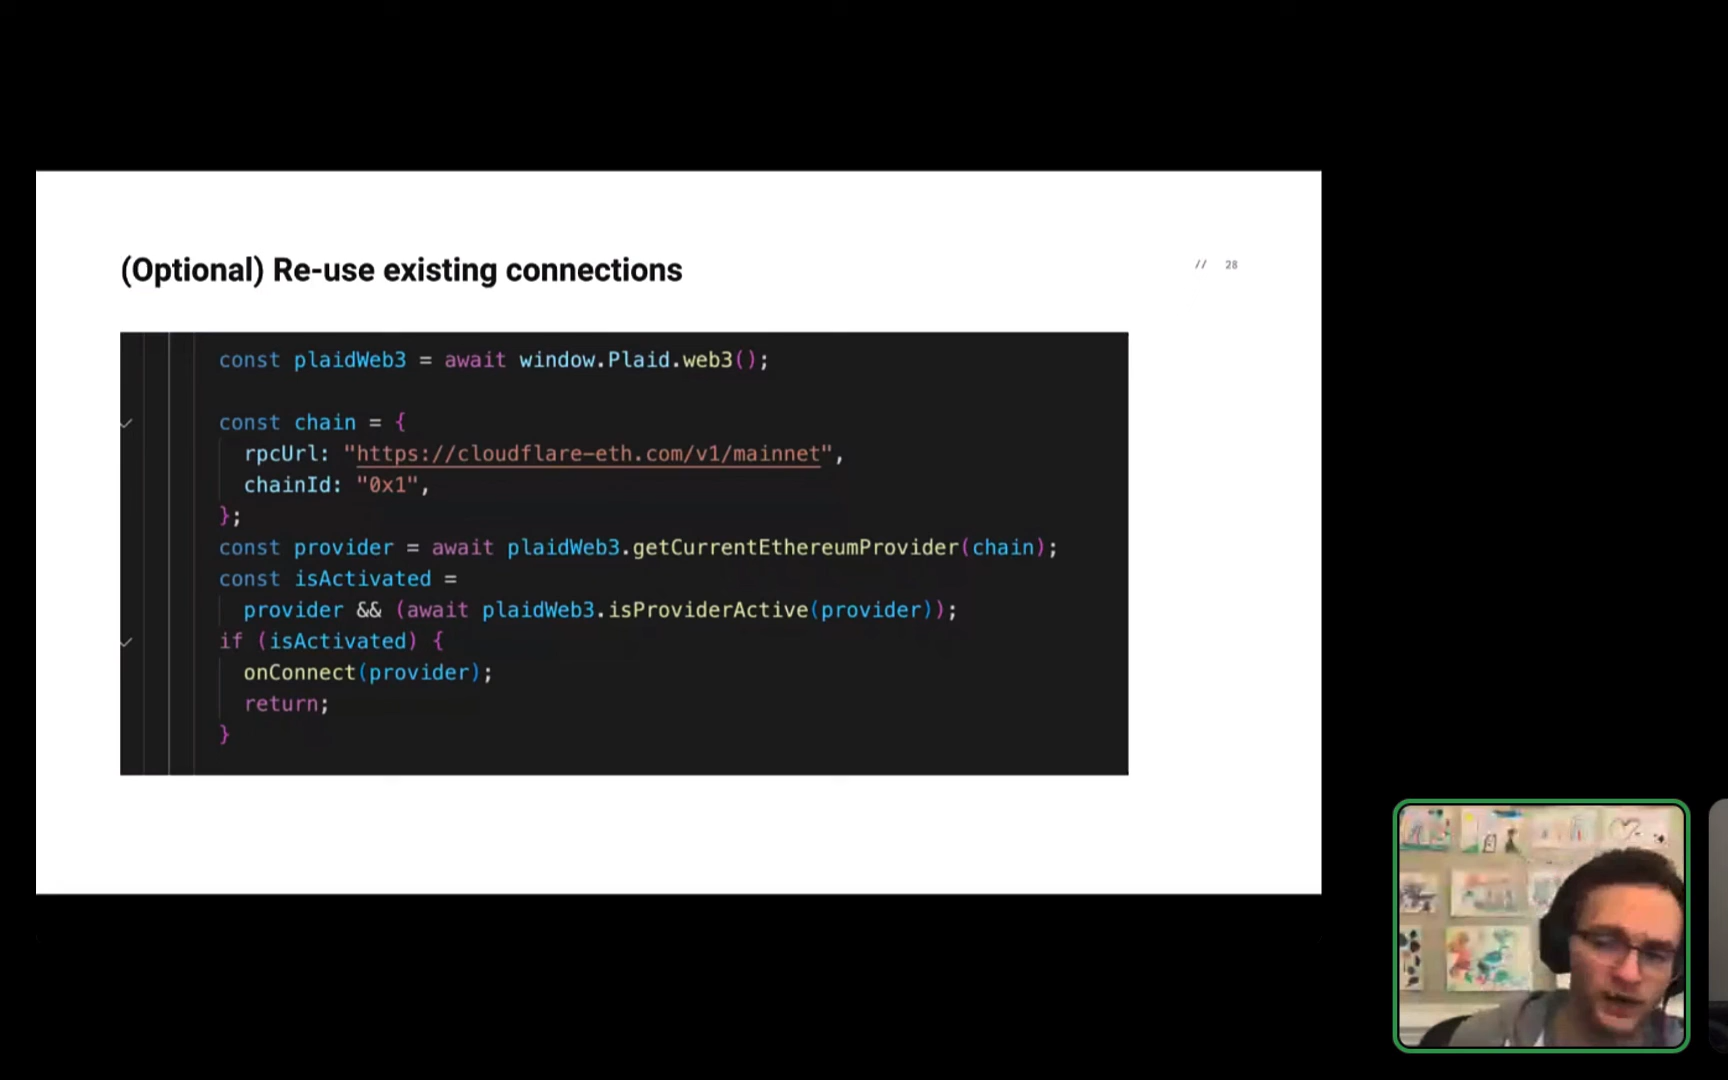 (Optional) Re-use existing connections
// 28
const plaidWeb3 = await window.Plaid.web3();
const chain = {
rpcUrl: "https://cloudflare-eth.com/v1/mainnet",
chainId: "0x1",
};
const provider = await plaidWeb3.getCurrentEthereumProvider(chain);
const isActivated =
provider && (await plaidWeb3.isProviderActive(provider));
if (isActivated) {
onConnect(provider);
return;
}